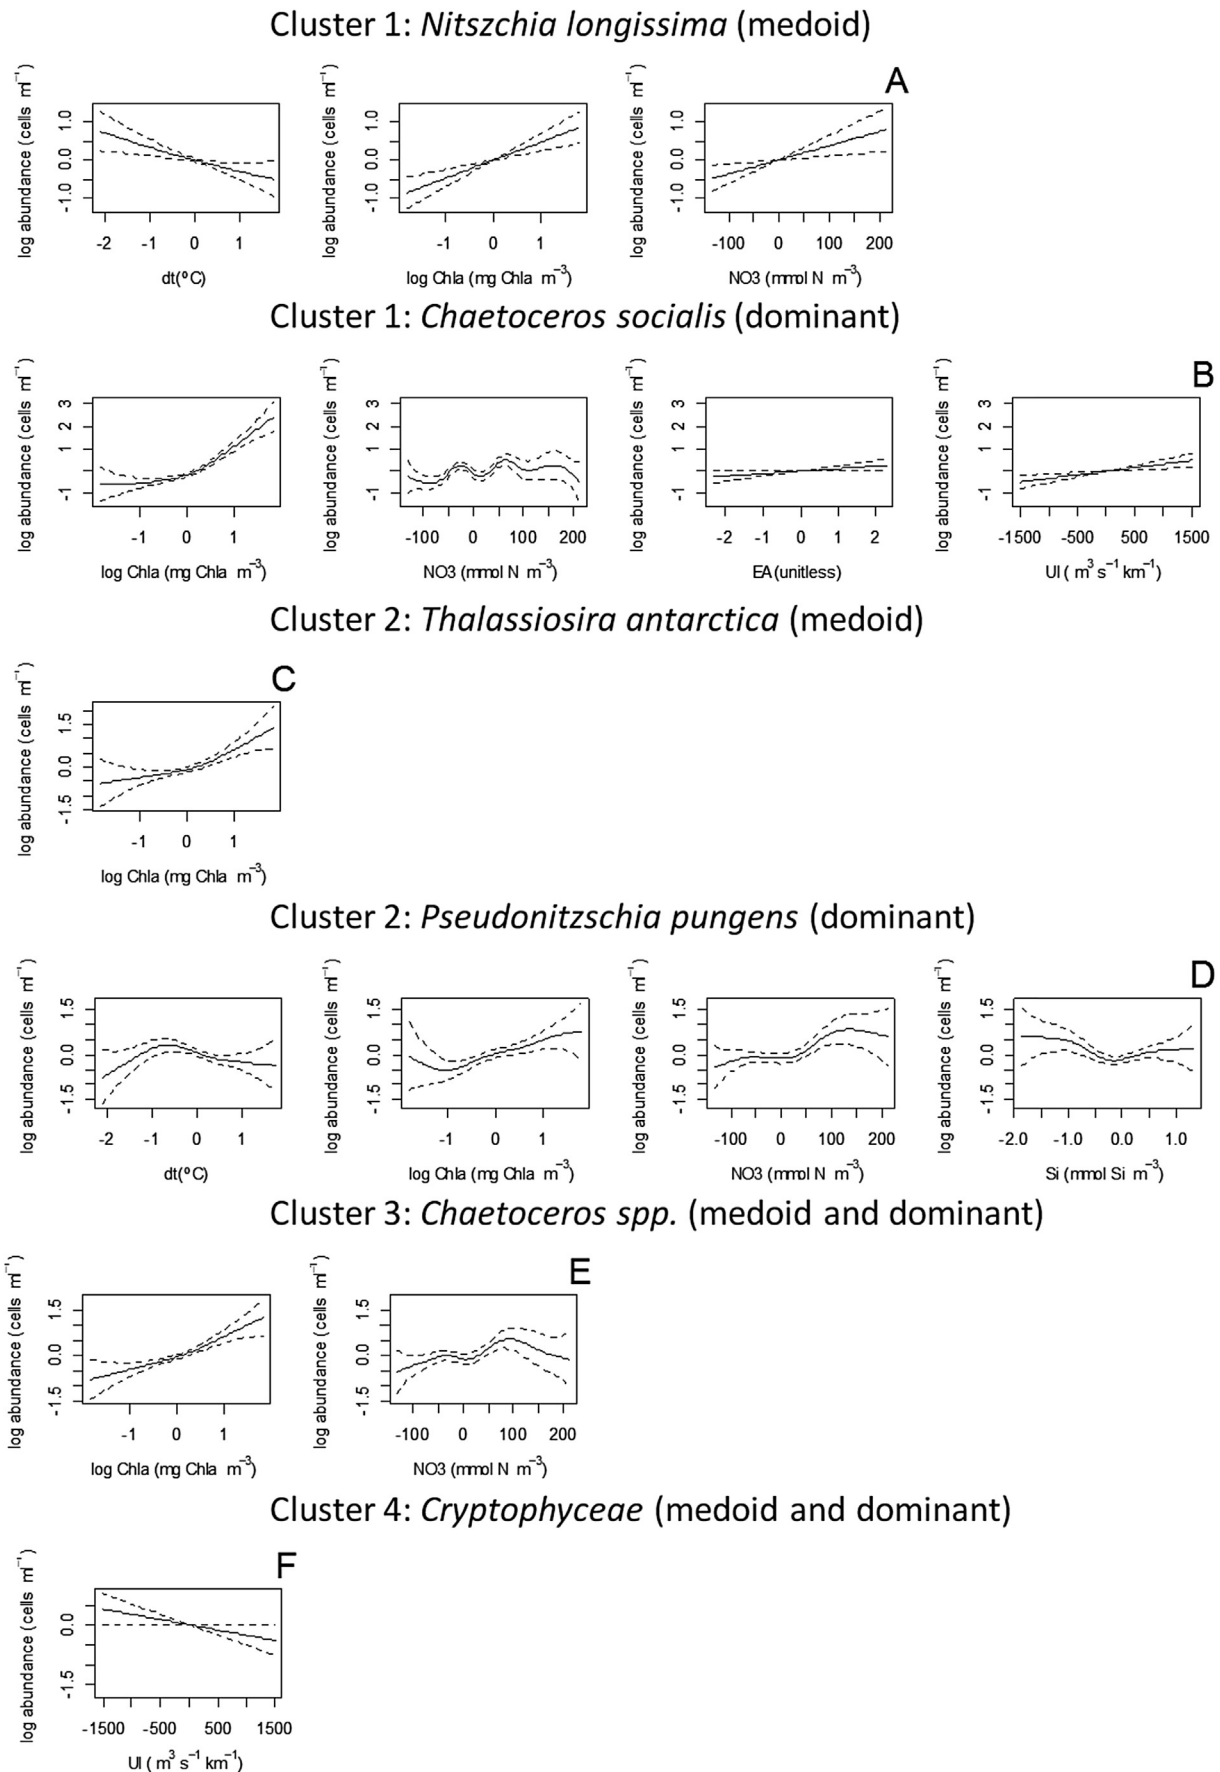 Cluster 1: Nitszchia longissima (medoid)
A
log abundance (cells ml⁻¹)
1.0
0.0
-1.0
-2 -1 0 1
dt(ºC)
log abundance (cells ml⁻¹)
-1 0 1
log Chla (mg Chla m⁻³)
log abundance (cells ml⁻¹)
1.0
0.0
-1.0
-100 0 100 200
NO3 (mmol N m⁻³)
Cluster 1: Chaetoceros socialis (dominant)
B
log abundance (cells ml⁻¹)
3
2
1
-1
-1 0 1
log Chla (mg Chla m⁻³)
log abundance (cells ml⁻¹)
3
2
1
-1
-100 0 100 200
NO3 (mmol N m⁻³)
log abundance (cells ml⁻¹)
3
2
1
-1
-2 -1 0 1 2
EA (unitless)
log abundance (cells ml⁻¹)
3
2
1
-1
-1500 -500 500 1500
UI ( m³ s⁻¹ km⁻¹)
Cluster 2: Thalassiosira antarctica (medoid)
C
log abundance (cells ml⁻¹)
1.5
0.0
-1.5
-1 0 1
log Chla (mg Chla m⁻³)
Cluster 2: Pseudonitzschia pungens (dominant)
D
log abundance (cells ml⁻¹)
1.5
0.0
-1.5
-2 -1 0 1
dt(ºC)
log abundance (cells ml⁻¹)
1.5
0.0
-1.5
-1 0 1
log Chla (mg Chla m⁻³)
log abundance (cells ml⁻¹)
1.5
0.0
-1.5
-100 0 100 200
NO3 (mmol N m⁻³)
log abundance (cells ml⁻¹)
1.5
0.0
-1.5
-2.0 -1.0 0.0 1.0
Si (mmol Si m⁻³)
Cluster 3: Chaetoceros spp. (medoid and dominant)
E
log abundance (cells ml⁻¹)
1.5
0.0
-1.5
-1 0 1
log Chla (mg Chla m⁻³)
log abundance (cells ml⁻¹)
1.5
0.0
-1.5
-100 0 100 200
NO3 (mmol N m⁻³)
Cluster 4: Cryptophyceae (medoid and dominant)
F
log abundance (cells ml⁻¹)
0.0
-1.5
-1500 -500 500 1500
UI ( m³ s⁻¹ km⁻¹)